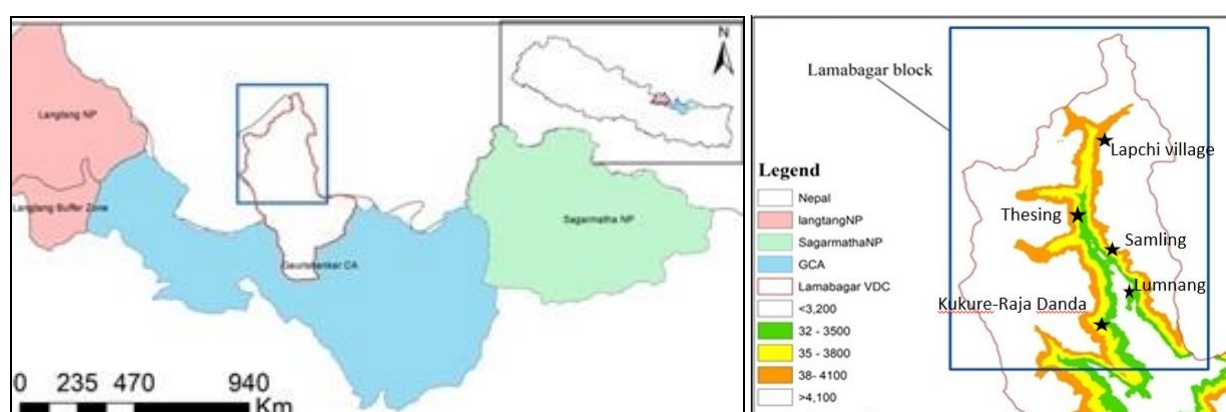 N
Langtang NP
Langtang Buffer Zone
Sagarmatha NP
Gaurishankar CA
0 235 470 940
Km
Lamabagar block
Lapchi village
Thesing
Samling
Lumnang
Kukure-Raja Danda
Legend
Nepal
langtangNP
SagarmathaNP
GCA
Lamabagar VDC
<3,200
32 - 3500
35 - 3800
38- 4100
>4,100